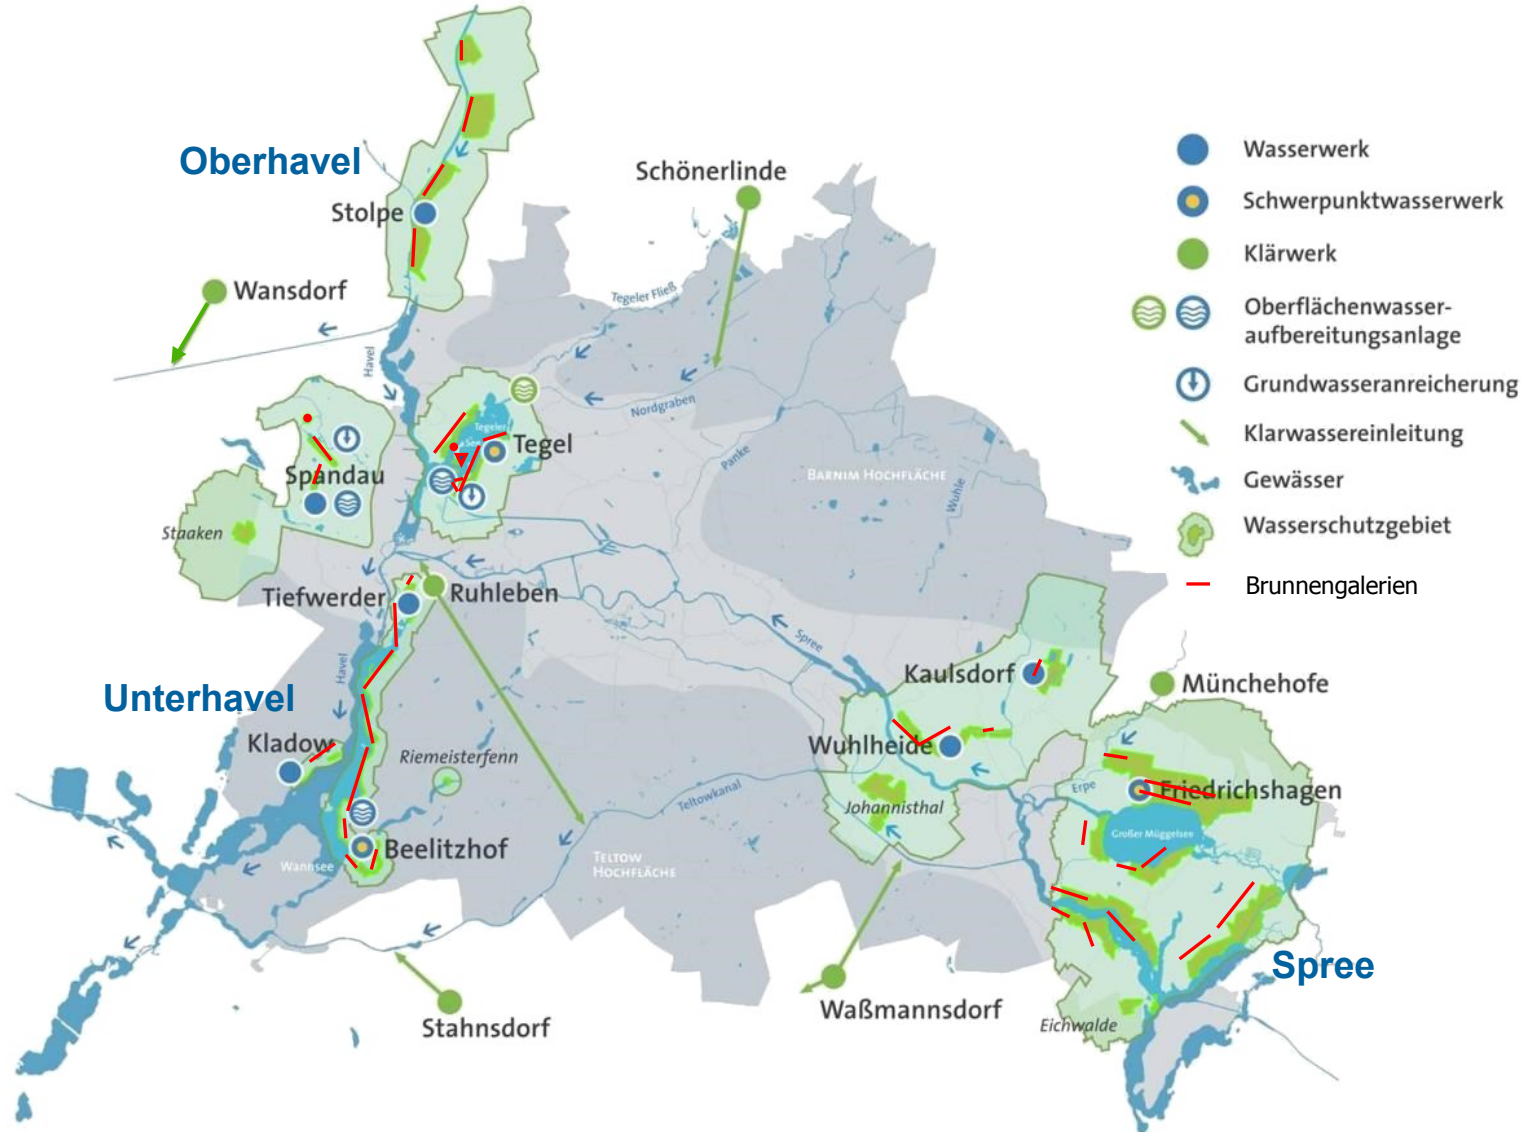 Oberhavel
Schönerlinde
Stolpe
Wansdorf
Tegeler Fließ
Havel
Nordgraben
Tegeler
See
Tegel
Panke
BARNIM HOCHFLÄCHE
Wuhle
Spandau
Staaken
Tiefwerder
Ruhleben
Spree
Havel
Unterhavel
Kladow
Riemeisterfenn
Kaulsdorf
Münchehofe
Wuhlheide
Teltowkanal
Johannisthal
Erpe
Friedrichshagen
Großer Müggelsee
Beelitzhof
Wannsee
TELTOW
HOCHFLÄCHE
Spree
Waßmannsdorf
Stahnsdorf
Eichwalde
Wasserwerk
Schwerpunktwasserwerk
Klärwerk
Oberflächenwasser-
aufbereitungsanlage
Grundwasseranreicherung
Klarwassereinleitung
Gewässer
Wasserschutzgebiet
Brunnengalerien